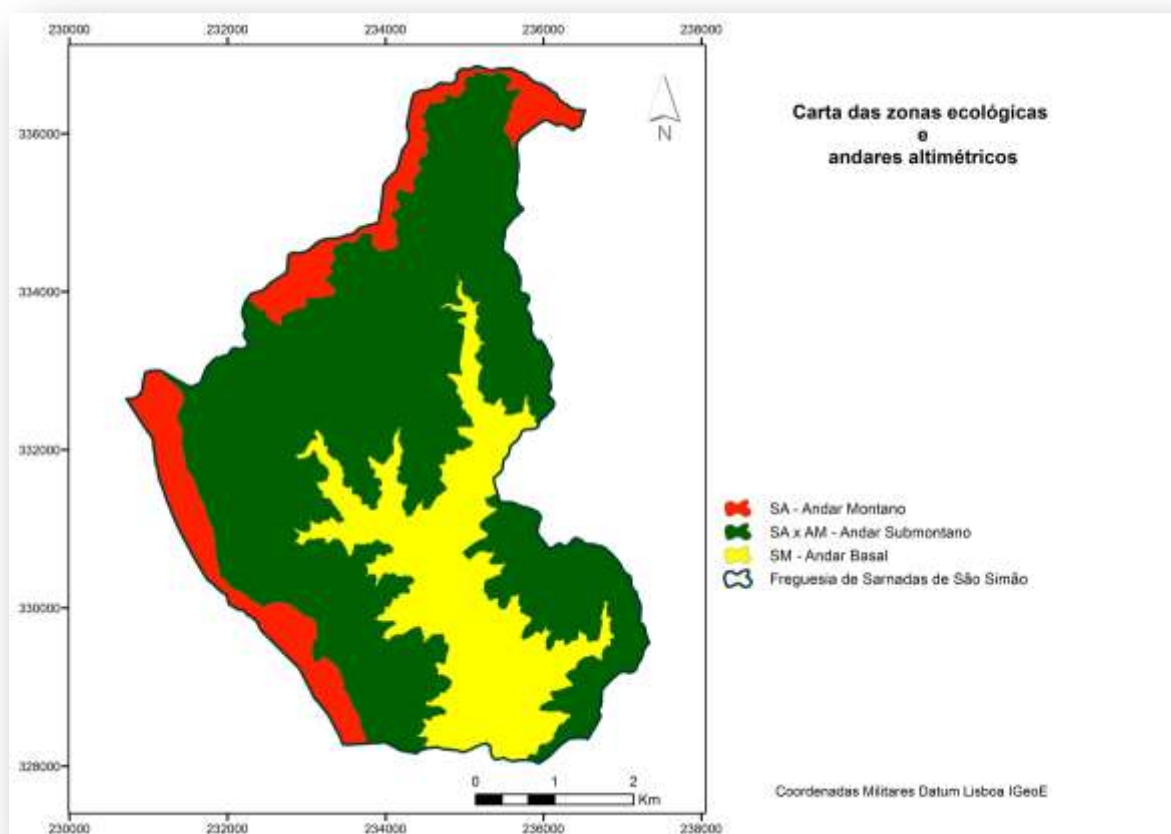 230000 232000 234000 236000 238000
Carta das zonas ecológicas
e
andares altimétricos
N
336000
334000
332000
330000
328000
SA - Andar Montano
SA x AM - Andar Submontano
SM - Andar Basal
Freguesia de Sarnadas de São Simão
0 1 2
Km
Coordenadas Militares Datum Lisboa IGeoE
230000 232000 234000 236000 238000